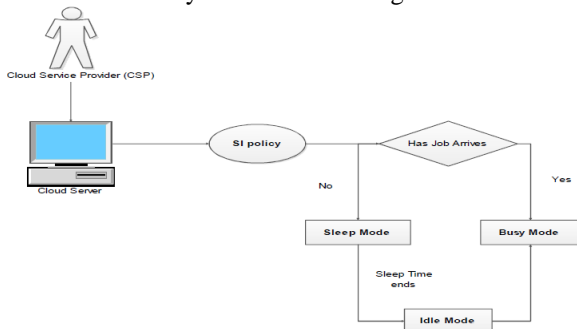 Cloud Service Provider (CSP)
SI policy
Has Job Arrives
Cloud Server
No
Yes
Sleep Mode
Busy Mode
Sleep Time
ends
Idle Mode